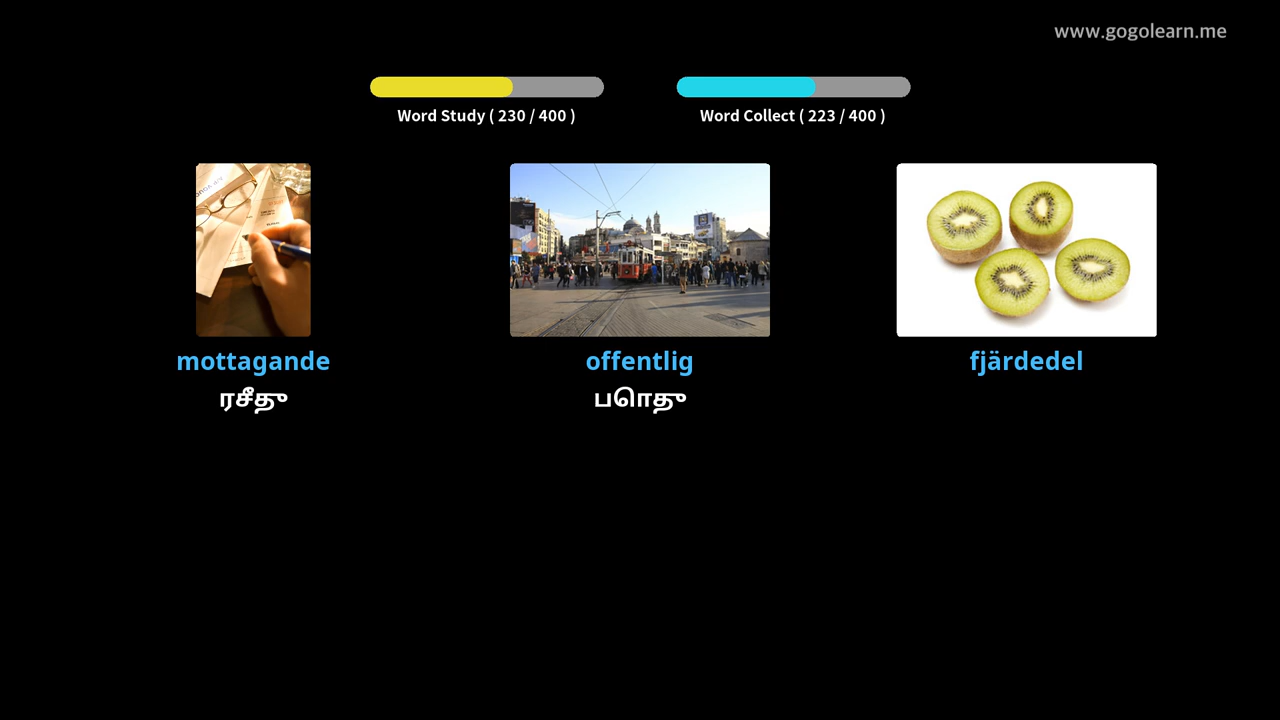 www.gogolearn.me
Word Study ( 230 / 400 )
Word Collect ( 223 / 400 )
mottagande
offentlig
fjärdedel
ரசீது
பொது